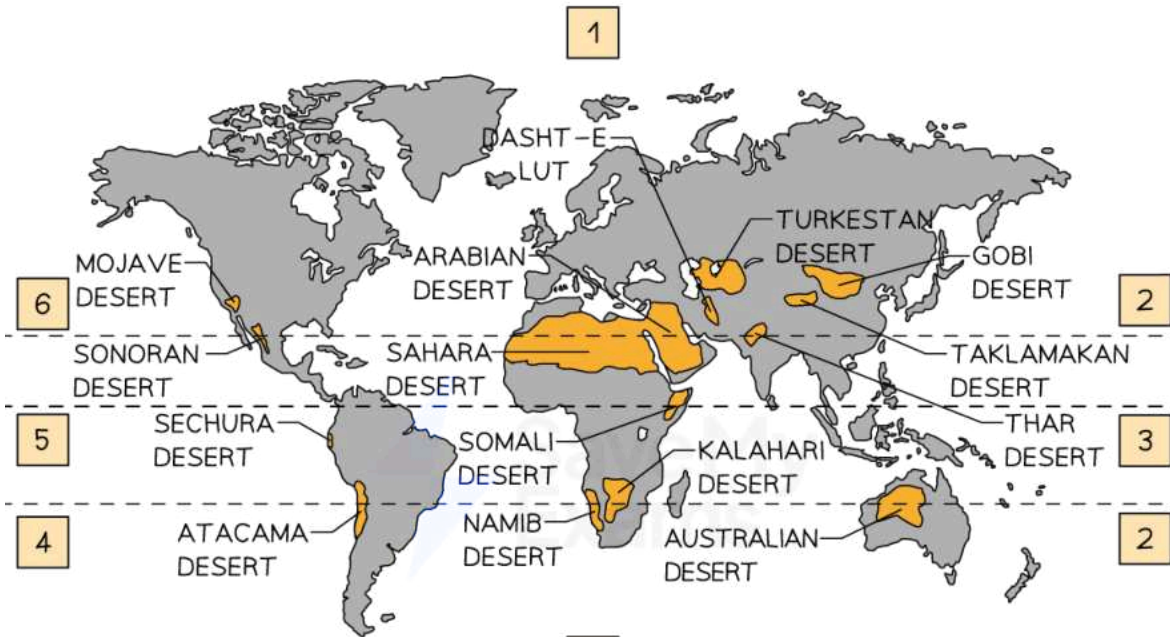 1
DASHT-E
LUT
TURKESTAN
DESERT
ARABIAN
DESERT
GOBI
DESERT
MOJAVE
DESERT
6
2
SONORAN
DESERT
SAHARA
DESERT
TAKLAMAKAN
DESERT
SECHURA
DESERT
5
SOMALI
DESERT
KALAHARI
DESERT
THAR
DESERT
3
4
ATACAMA
DESERT
NAMIB
DESERT
AUSTRALIAN
DESERT
2